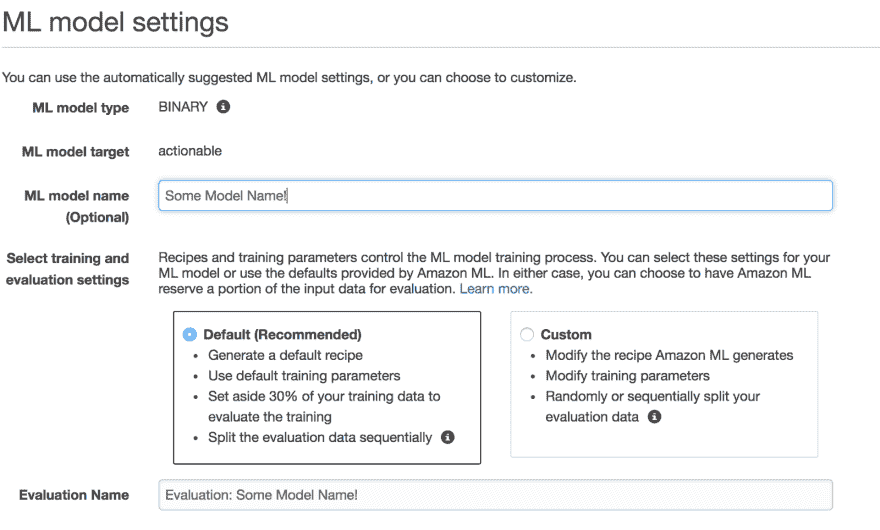 ML model settings
You can use the automatically suggested ML model settings, or you can choose to customize.
ML model type BINARY
ML model target actionable
ML model name Some Model Name!
(Optional)
Select training and
evaluation settings
Recipes and training parameters control the ML model training process. You can select these settings for your
ML model or use the defaults provided by Amazon ML. In either case, you can choose to have Amazon ML
reserve a portion of the input data for evaluation. Learn more.
Default (Recommended)
• Generate a default recipe
• Use default training parameters
• Set aside 30% of your training data to
evaluate the training
• Split the evaluation data sequentially
Custom
• Modify the recipe Amazon ML generates
• Modify training parameters
• Randomly or sequentially split your
evaluation data
Evaluation Name Evaluation: Some Model Name!